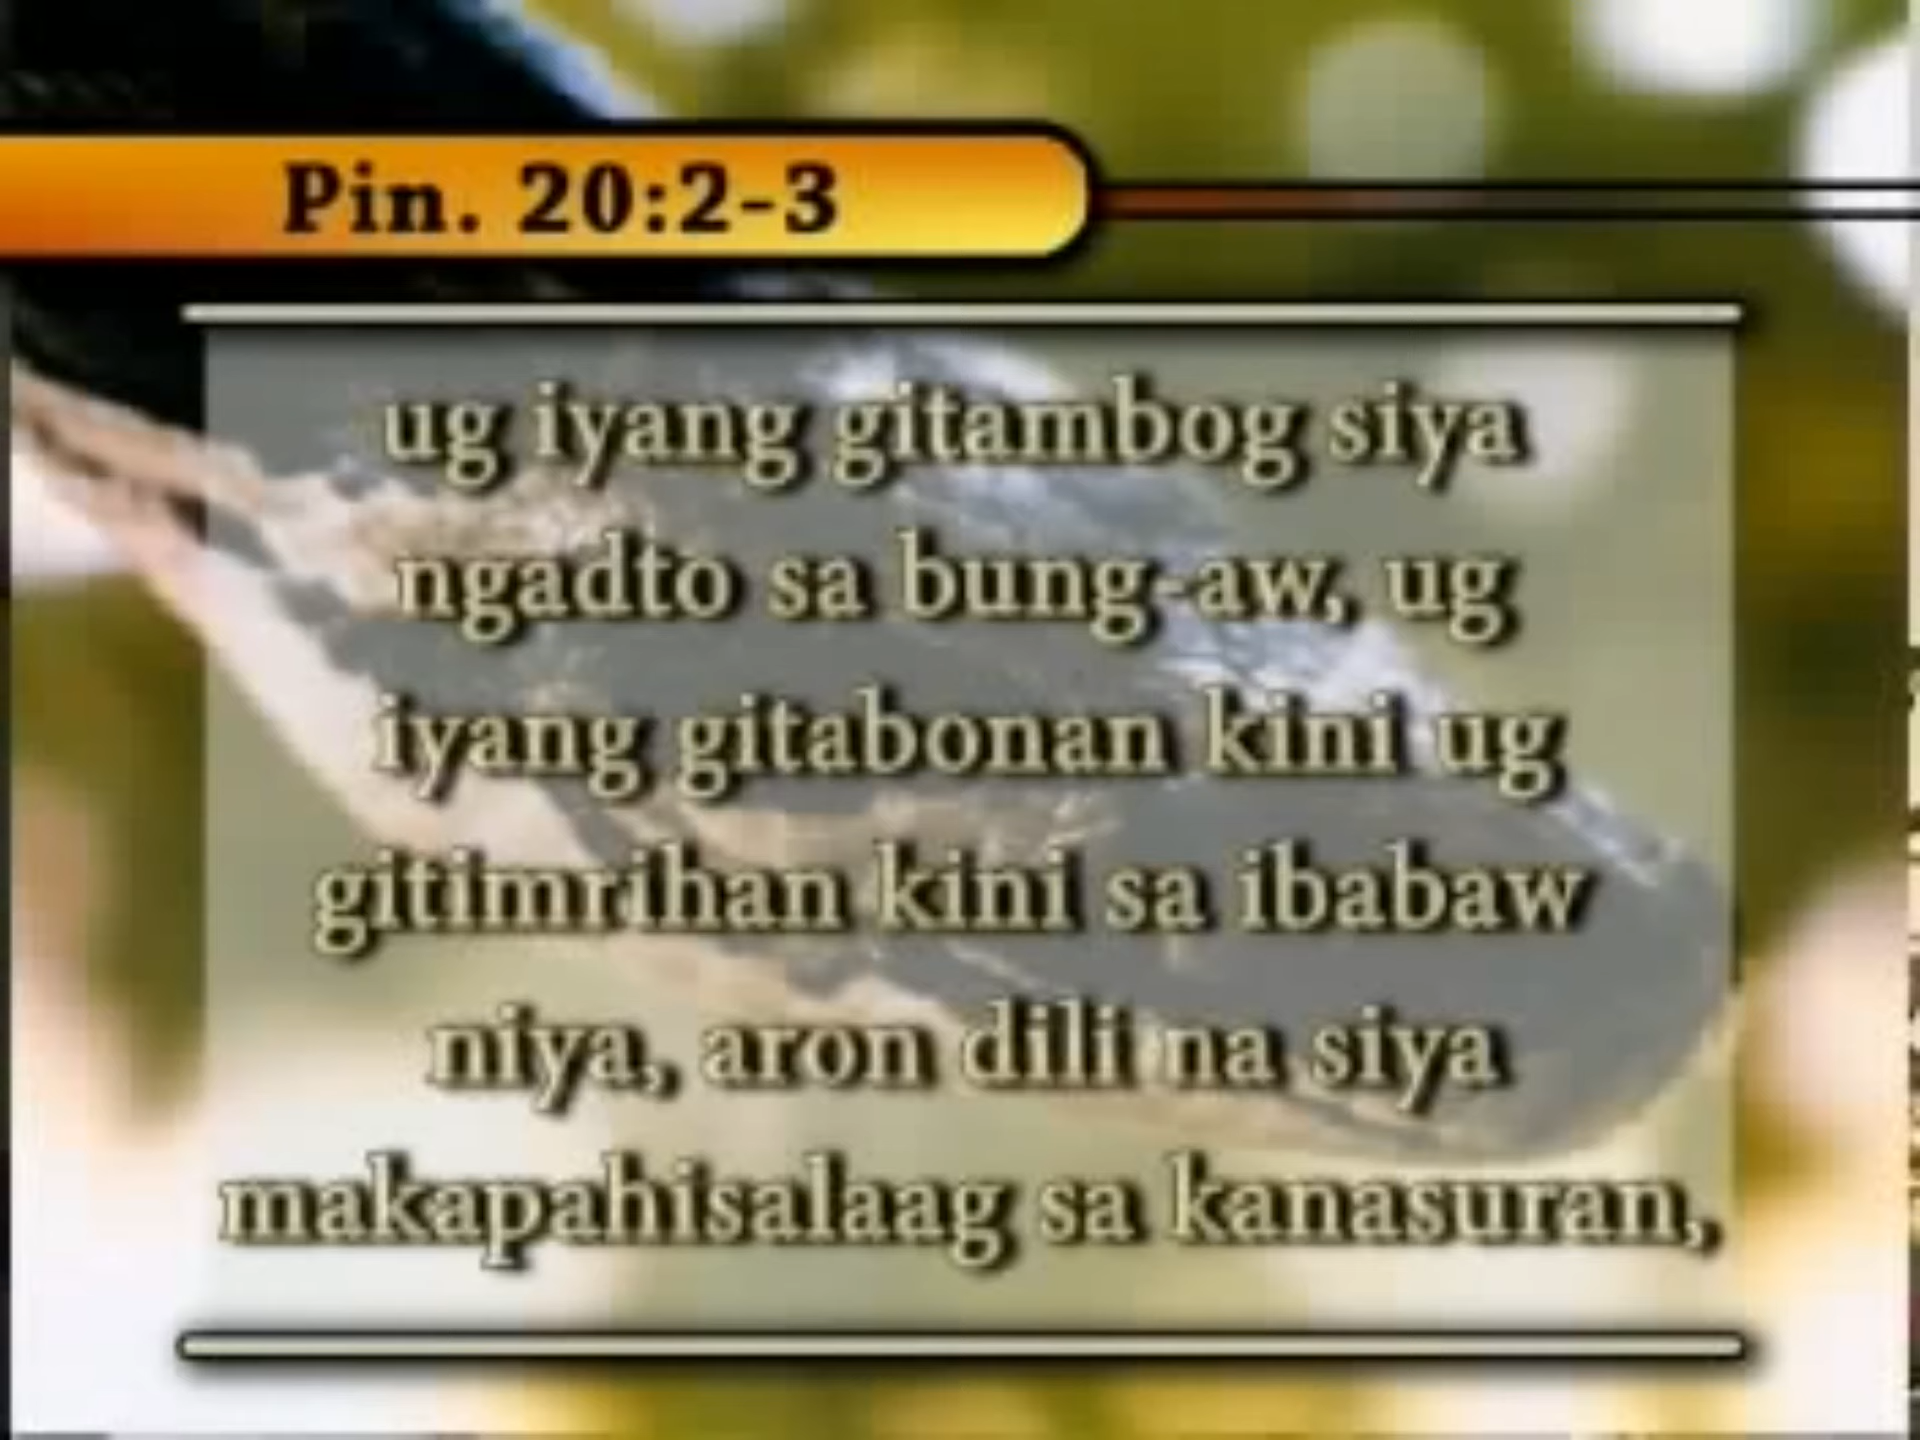 Pin. 20:2-3
ug iyang gitambog siya
ngadto sa bung-aw, ug
iyang gitabonan kini ug
gitimrihan kini sa ibabaw
niya, aron dili na siya
makapahisalaag sa kanasuran,